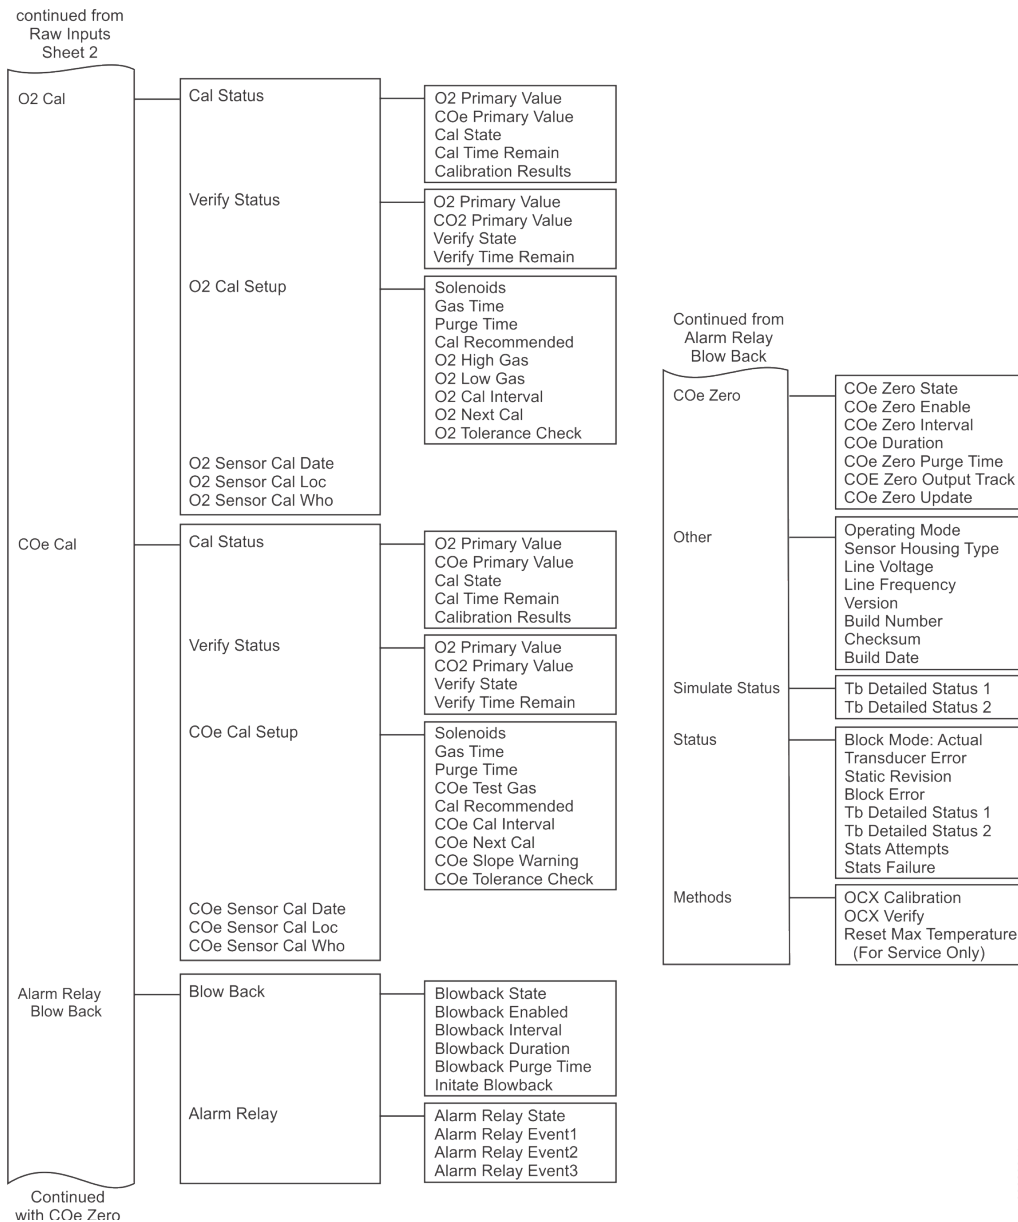 continued from
Raw Inputs
Sheet 2
O2 Cal
Cal Status
O2 Primary Value
COe Primary Value
Cal State
Cal Time Remain
Calibration Results
Verify Status
O2 Primary Value
CO2 Primary Value
Verify State
Verify Time Remain
O2 Cal Setup
Solenoids
Gas Time
Purge Time
Cal Recommended
O2 High Gas
O2 Low Gas
O2 Cal Interval
O2 Next Cal
O2 Tolerance Check
O2 Sensor Cal Date
O2 Sensor Cal Loc
O2 Sensor Cal Who
COe Cal
Cal Status
O2 Primary Value
COe Primary Value
Cal State
Cal Time Remain
Calibration Results
Verify Status
O2 Primary Value
CO2 Primary Value
Verify State
Verify Time Remain
COe Cal Setup
Solenoids
Gas Time
Purge Time
COe Test Gas
Cal Recommended
COe Cal Interval
COe Next Cal
COe Slope Warning
COe Tolerance Check
COe Sensor Cal Date
COe Sensor Cal Loc
COe Sensor Cal Who
Alarm Relay
Blow Back
Blow Back
Blowback State
Blowback Enabled
Blowback Interval
Blowback Duration
Blowback Purge Time
Initate Blowback
Alarm Relay
Alarm Relay State
Alarm Relay Event1
Alarm Relay Event2
Alarm Relay Event3
Continued
with COe Zero
Continued from
Alarm Relay
Blow Back
COe Zero
COe Zero State
COe Zero Enable
COe Zero Interval
COe Duration
COe Zero Purge Time
COE Zero Output Track
COe Zero Update
Other
Operating Mode
Sensor Housing Type
Line Voltage
Line Frequency
Version
Build Number
Checksum
Build Date
Simulate Status
Tb Detailed Status 1
Tb Detailed Status 2
Status
Block Mode: Actual
Transducer Error
Static Revision
Block Error
Tb Detailed Status 1
Tb Detailed Status 2
Stats Attempts
Stats Failure
Methods
OCX Calibration
OCX Verify
Reset Max Temperature
(For Service Only)